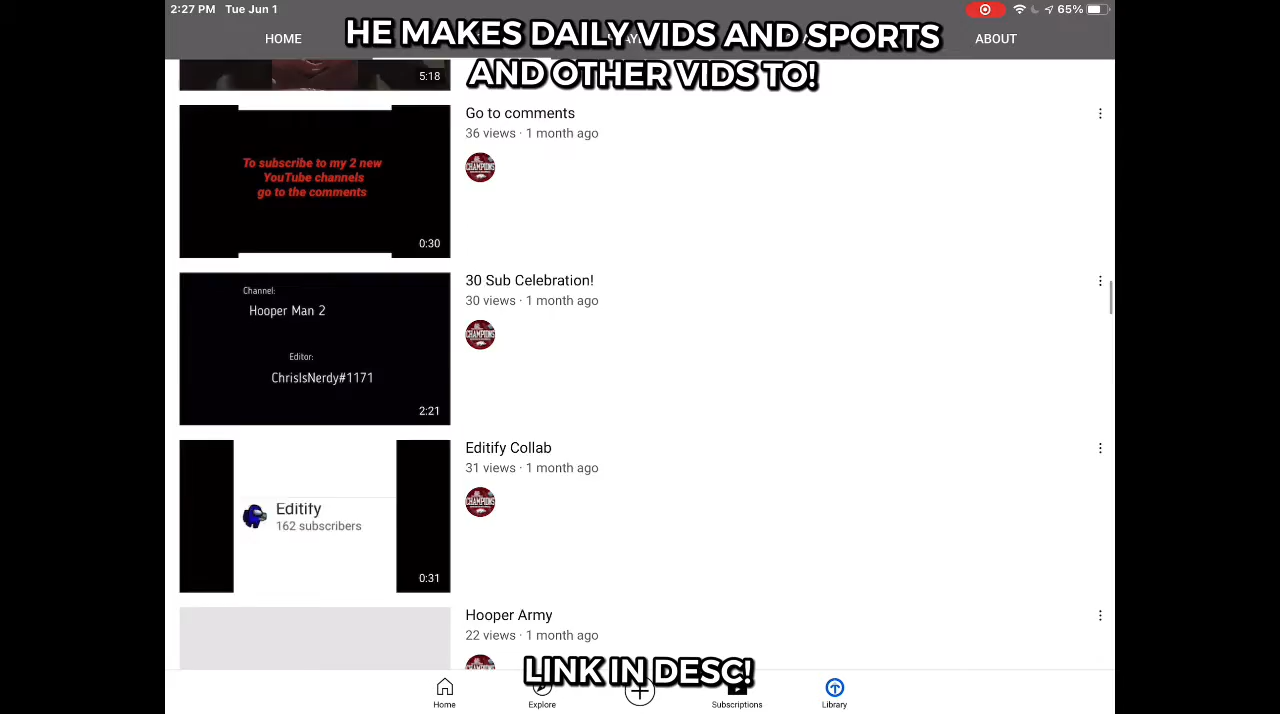 2:27 PM Tue Jun 1
65%
HOME
ABOUT
HE MAKES DAILY VIDS AND SPORTS
AND OTHER VIDS TO!
5:18
Go to comments
36 views · 1 month ago
To subscribe to my 2 new
YouTube channels
go to the comments
0:30
CHAMPIONS
30 Sub Celebration!
30 views · 1 month ago
Channel:
Hooper Man 2
Editor:
ChrisIsNerdy#1171
2:21
CHAMPIONS
Editify Collab
31 views · 1 month ago
Editify
162 subscribers
0:31
CHAMPIONS
Hooper Army
22 views · 1 month ago
LINK IN DESC!
Home
Explore
Subscriptions
Library